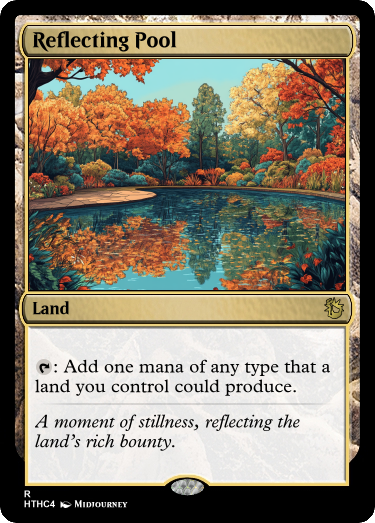 Reflecting Pool
Land
: Add one mana of any type that a
land you control could produce.
A moment of stillness, reflecting the
land's rich bounty.
R
HTHC4 Midjourney